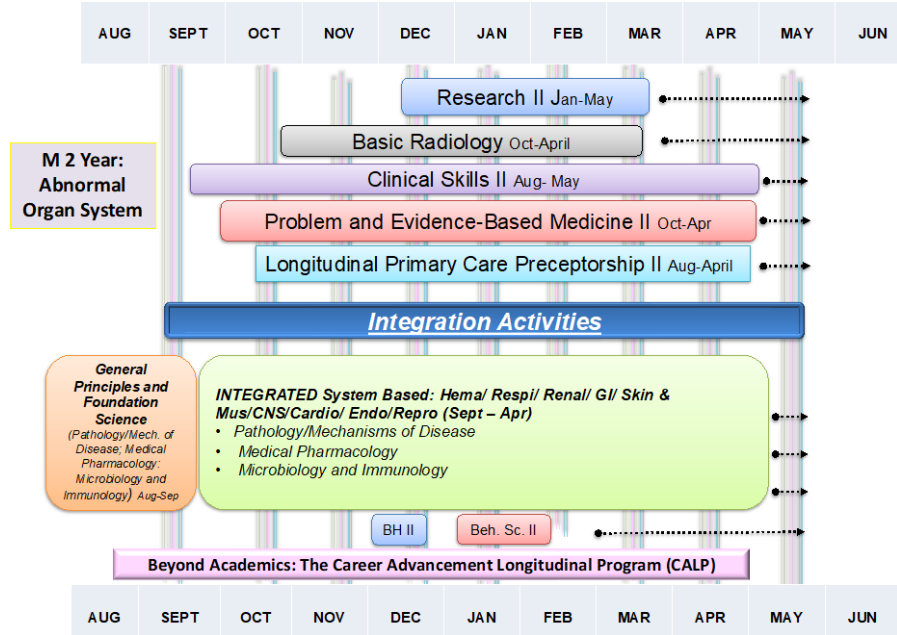 AUG SEPT OCT NOV DEC JAN FEB MAR APR MAY JUN
Research II Jan-May
Basic Radiology Oct-April
M 2 Year:
Abnormal
Organ System
Clinical Skills II Aug- May
Problem and Evidence-Based Medicine II Oct-Apr
Longitudinal Primary Care Preceptorship II Aug-April
Integration Activities
General
Principles and
Foundation
Science
(Pathology/Mech. of
Disease; Medical
Pharmacology:
Microbiology and
Immunology) Aug-Sep
INTEGRATED System Based: Hema/ Respi/ Renal/ GI/ Skin &
Mus/CNS/Cardio/ Endo/Repro (Sept – Apr)
• Pathology/Mechanisms of Disease
• Medical Pharmacology
• Microbiology and Immunology
BH II
Beh. Sc. II
Beyond Academics: The Career Advancement Longitudinal Program (CALP)
AUG SEPT OCT NOV DEC JAN FEB MAR APR MAY JUN